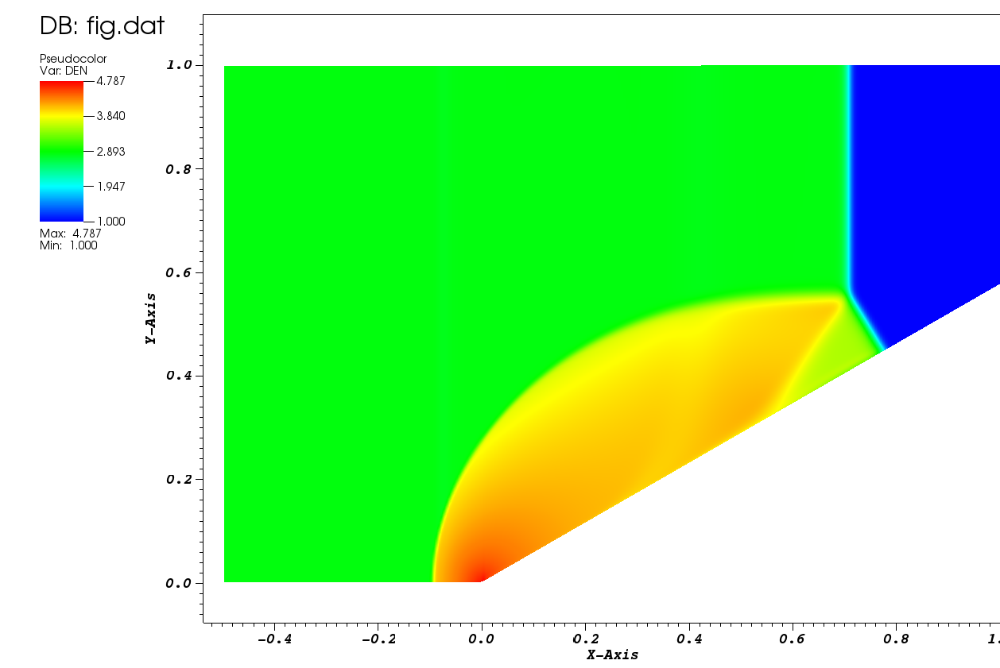 DB: fig.dat
Pseudocolor
Var: DEN
4.787
3.840
2.893
1.947
1.000
Max: 4.787
Min: 1.000
1.0
0.8
0.6
0.4
0.2
0.0
Y-Axis
-0.4 -0.2 0.0 0.2 0.4 0.6 0.8 1.
X-Axis